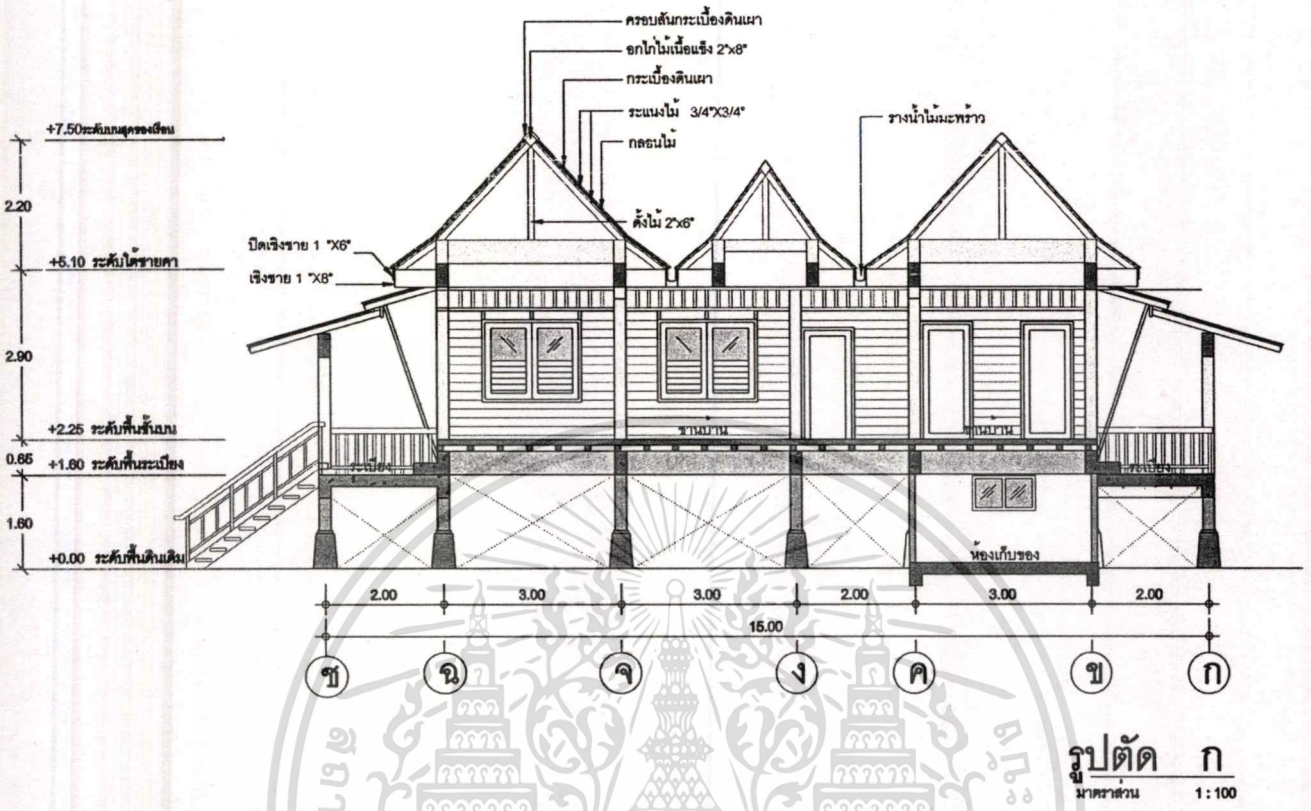 ครอบสันกระเบื้องดินเผา
อกไก่ไม้เนื้อแข็ง 2"x8"
กระเบื้องดินเผา
ระแนงไม้ 3/4"X3/4"
กลอนไม้
รางน้ำไม้มะพร้าว
ดั้งไม้ 2"x6"
+7.50 ระดับบนสุดของเรือน
2.20
ปิดเชิงชาย 1 "X6"
+5.10 ระดับใต้ชายคา
เชิงชาย 1 "X8"
2.90
+2.25 ระดับพื้นชั้นบน
ชานบ้าน
ชานบ้าน
0.65
+1.60 ระดับพื้นระเบียง
ระเบียง
ระเบียง
1.60
+0.00 ระดับพื้นดินเดิม
ห้องเก็บของ
2.00 3.00 3.00 2.00 3.00 2.00
15.00
ช ฉ จ ง ค ข ก
รูปตัด ก
มาตราส่วน 1:100